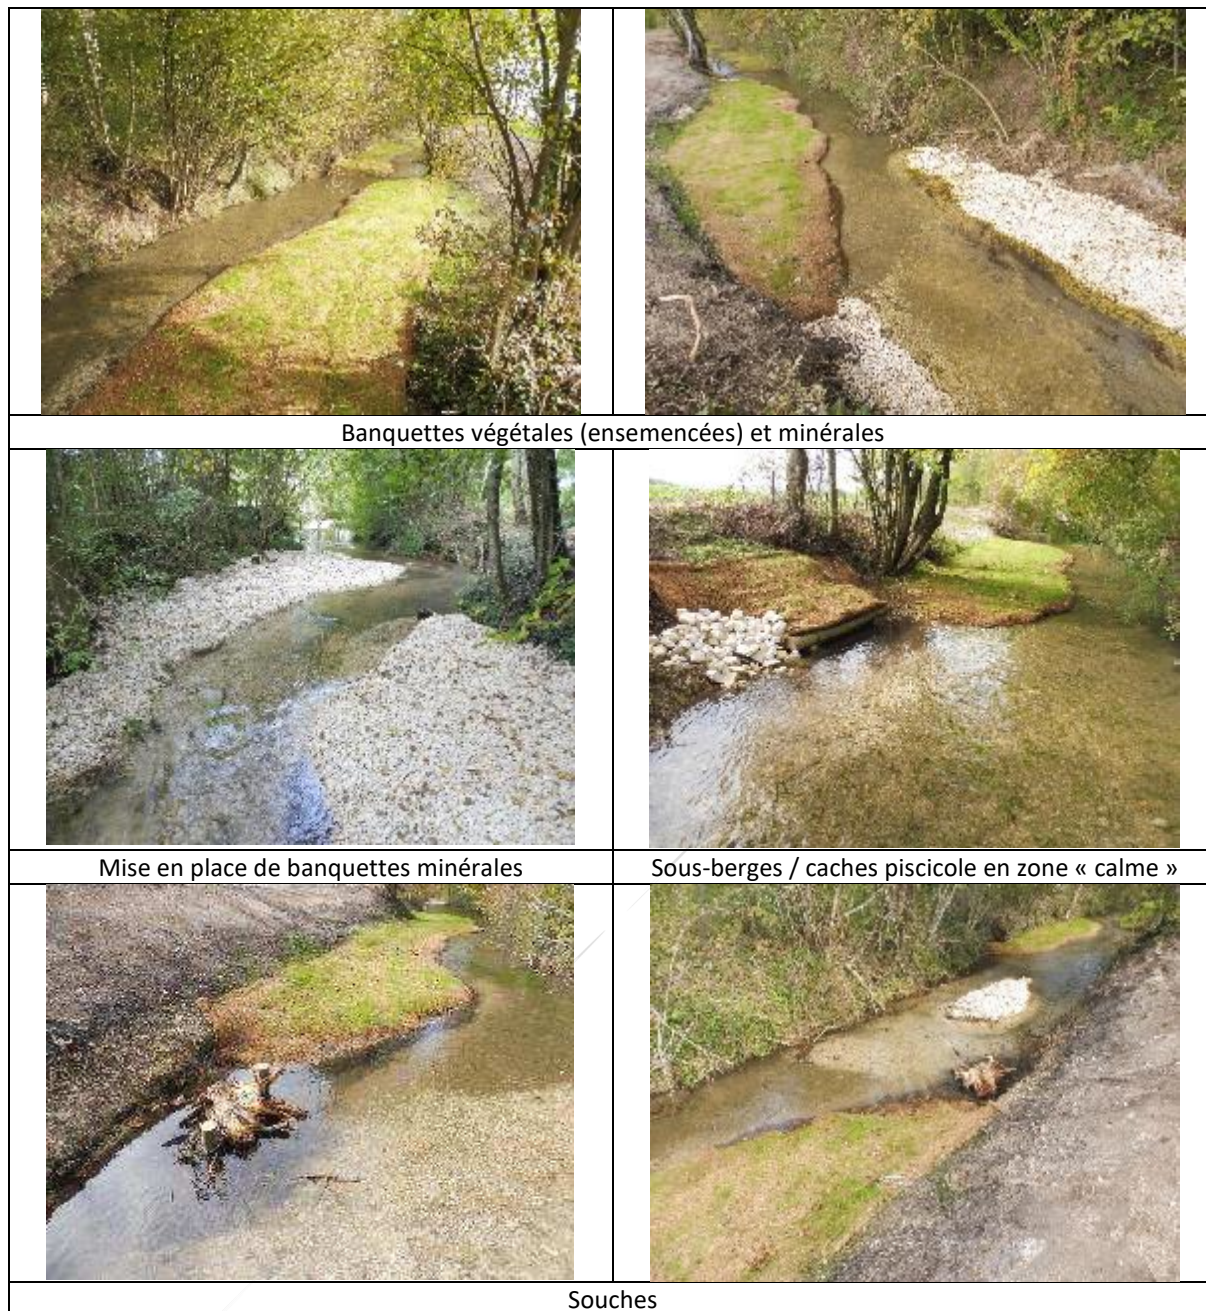 Banquettes végétales (ensemencées) et minérales
Mise en place de banquettes minérales
Sous-berges / caches piscicole en zone « calme »
Souches